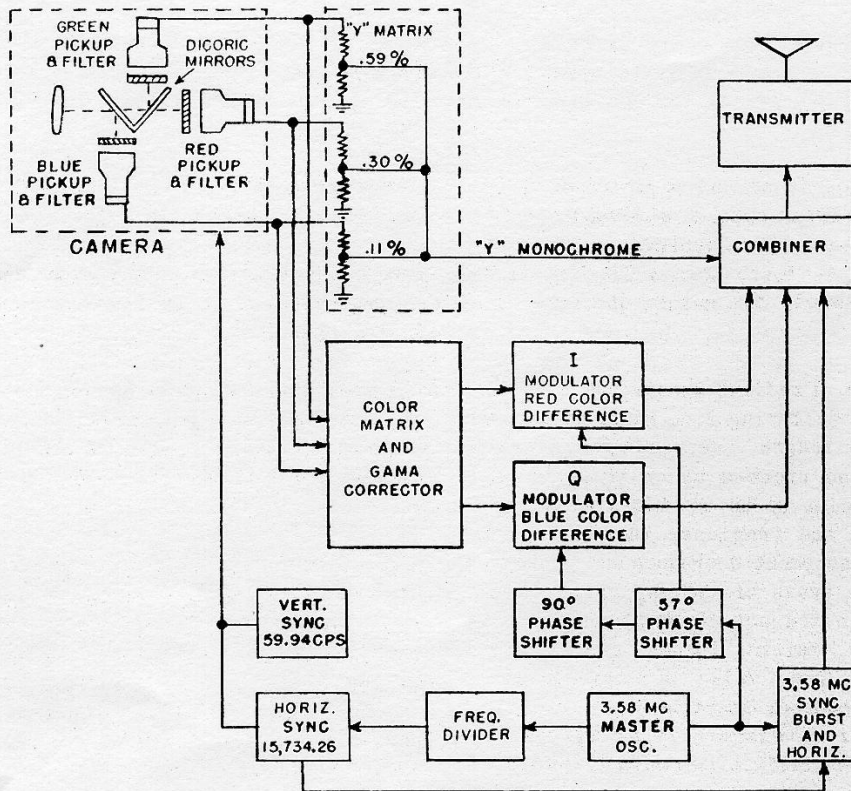 GREEN
PICKUP
& FILTER
DICORIC
MIRRORS
BLUE
PICKUP
& FILTER
RED
PICKUP
& FILTER
CAMERA
"Y" MATRIX
.59 %
.30 %
.11 %
"Y" MONOCHROME
TRANSMITTER
COMBINER
COLOR
MATRIX
AND
GAMA
CORRECTOR
I
MODULATOR
RED COLOR
DIFFERENCE
Q
MODULATOR
BLUE COLOR
DIFFERENCE
VERT.
SYNC
59.94 CPS
90°
PHASE
SHIFTER
57°
PHASE
SHIFTER
HORIZ.
SYNC
15,734.26
FREQ.
DIVIDER
3.58 MC
MASTER
OSC.
3.58 MC
SYNC
BURST
AND
HORIZ.